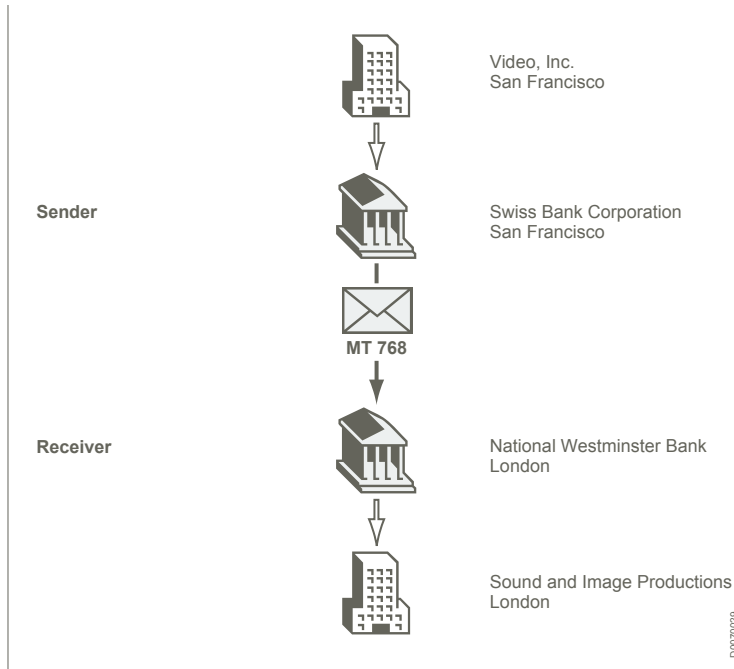 Video, Inc.
San Francisco
Sender
Swiss Bank Corporation
San Francisco
MT 768
Receiver
National Westminster Bank
London
Sound and Image Productions
London
D0070029